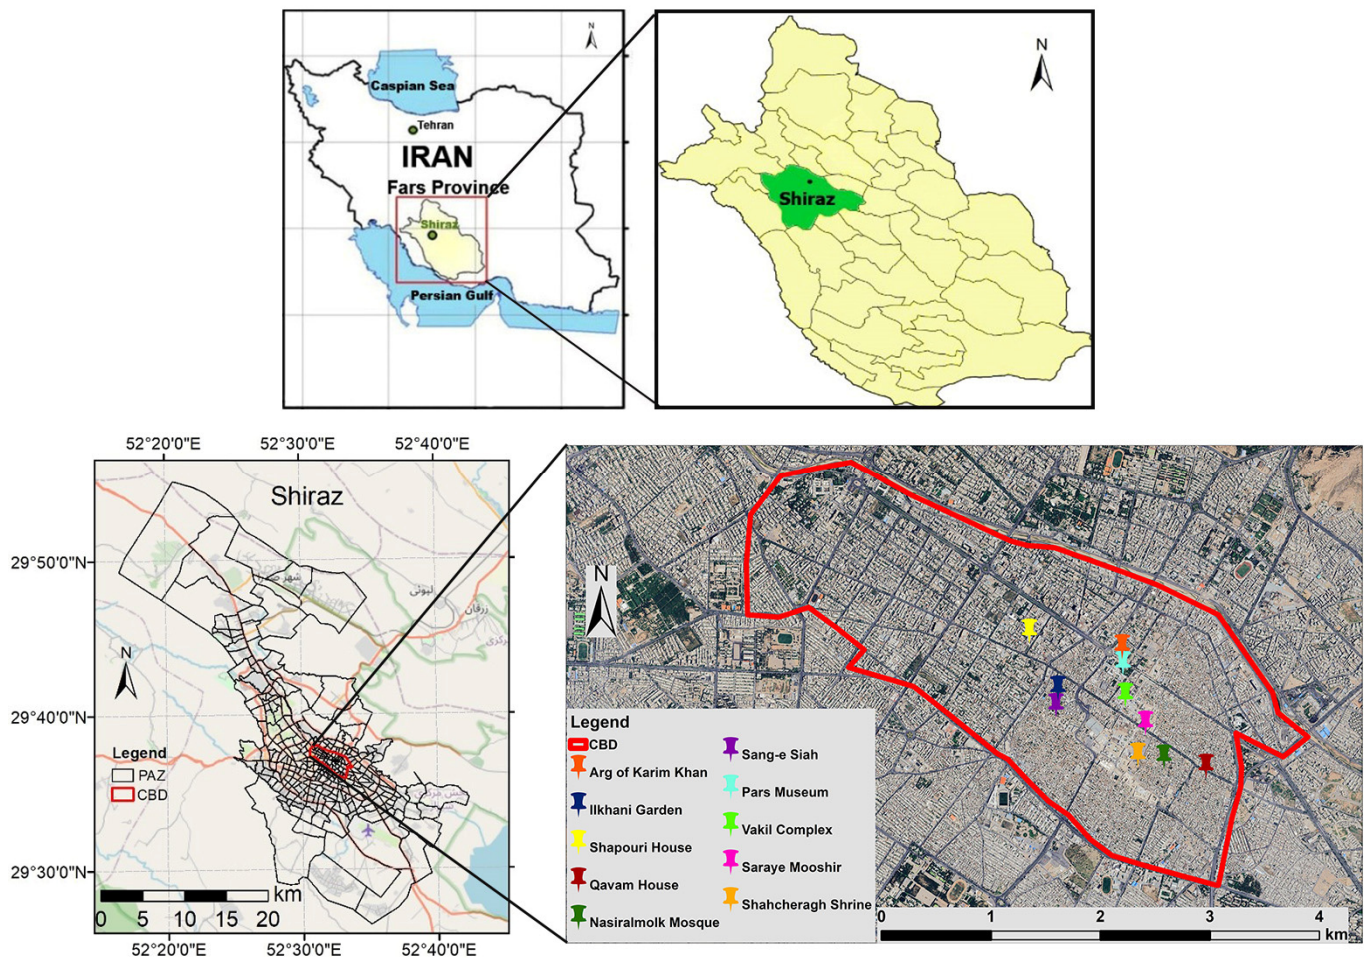 N
Caspian Sea
Tehran
IRAN
Fars Province
Shiraz
Persian Gulf
N
Shiraz
52°20'0"E 52°30'0"E 52°40'0"E
Shiraz
29°50'0"N
لپوئی
زرقان
N
29°40'0"N
Legend
PAZ
CBD
29°30'0"N
km
0 5 10 15 20
52°20'0"E 52°30'0"E 52°40'0"E
N
Legend
CBD
Arg of Karim Khan
Ilkhani Garden
Shapouri House
Qavam House
Nasiralmolk Mosque
Sang-e Siah
Pars Museum
Vakil Complex
Saraye Mooshir
Shahcheragh Shrine
0 1 2 3 4
km